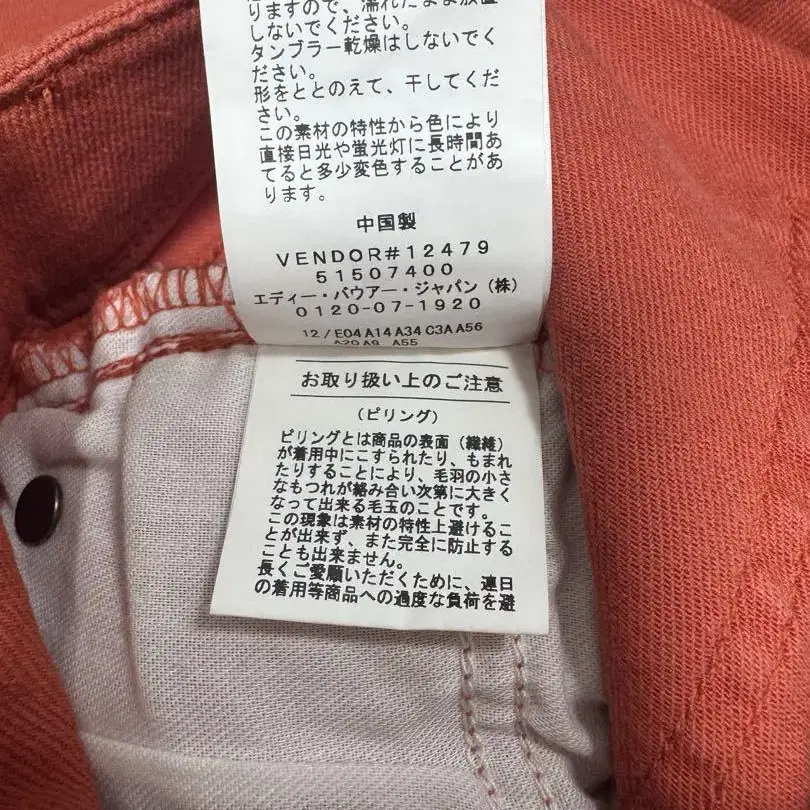 りますので、濡れたまま放置
しないでください。
タンブラー乾燥はしないでく
ださい。
形をととのえて、干してくだ
さい。
この素材の特性から色により
直接日光や蛍光灯に長時間あ
てると多少変色することがあ
ります。
中国製
VENDOR#12479
51507400
エディー・バウアー・ジャパン(株)
0120-07-1920
12/E04A14A34C3AA56
A20A9 A55
お取り扱い上のご注意
(ピリング)
ピリングとは商品の表面(繊維)
が着用中にこすられたり、もまれ
たりすることにより、毛羽の小さ
なもつれが絡み合い次第に大きく
なって出来る毛玉のことです。
この現象は素材の特性上避けるこ
とが出来ず、また完全に防止する
ことも出来ません。
長くご愛願いただくために、連日
の着用等商品への過度な負荷を避